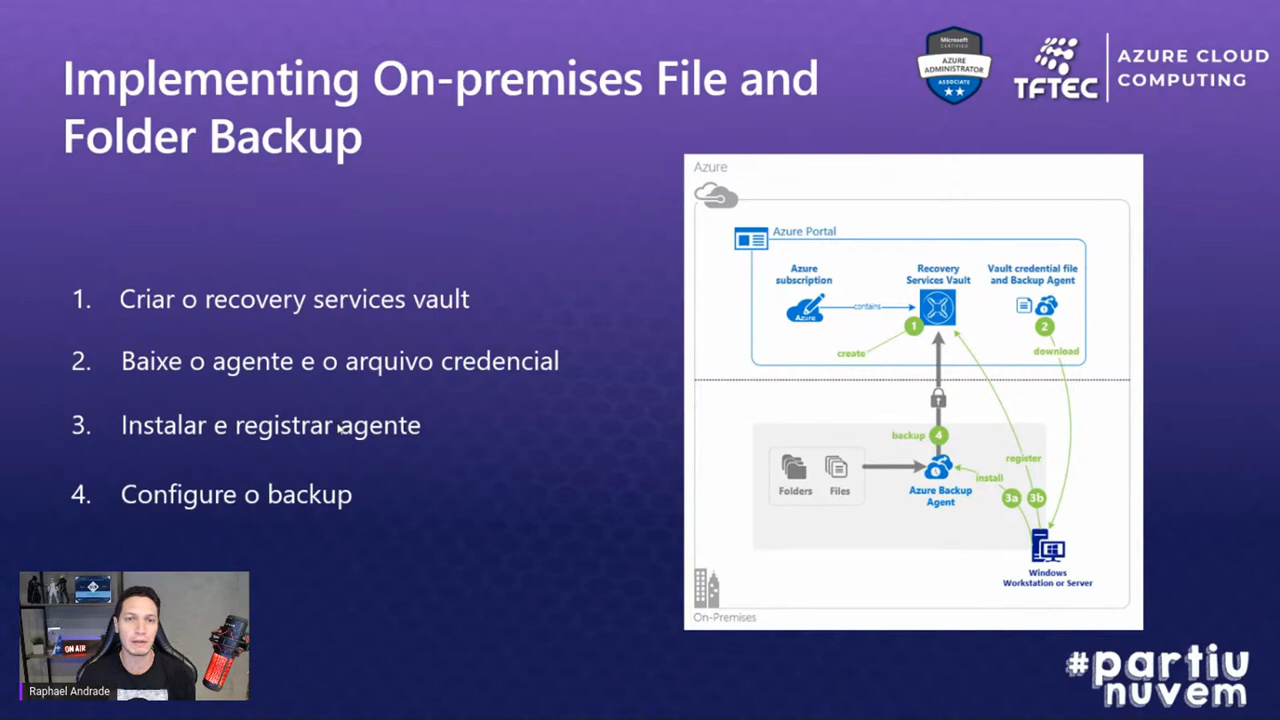 Implementing On-premises File and
Folder Backup
Microsoft
CERTIFIED
AZURE
ADMINISTRATOR
ASSOCIATE
TFTEC
AZURE CLOUD
COMPUTING
1. Criar o recovery services vault
2. Baixe o agente e o arquivo credencial
3. Instalar e registrar agente
4. Configure o backup
Azure
Azure Portal
Azure
subscription
Recovery
Services Vault
Vault credential file
and Backup Agent
Azure
contains
1
2
create
download
backup
4
register
install
Folders
Files
Azure Backup
Agent
3a
3b
Windows
Workstation or Server
On-Premises
ON AIR
Raphael Andrade
#partiu
nuvem